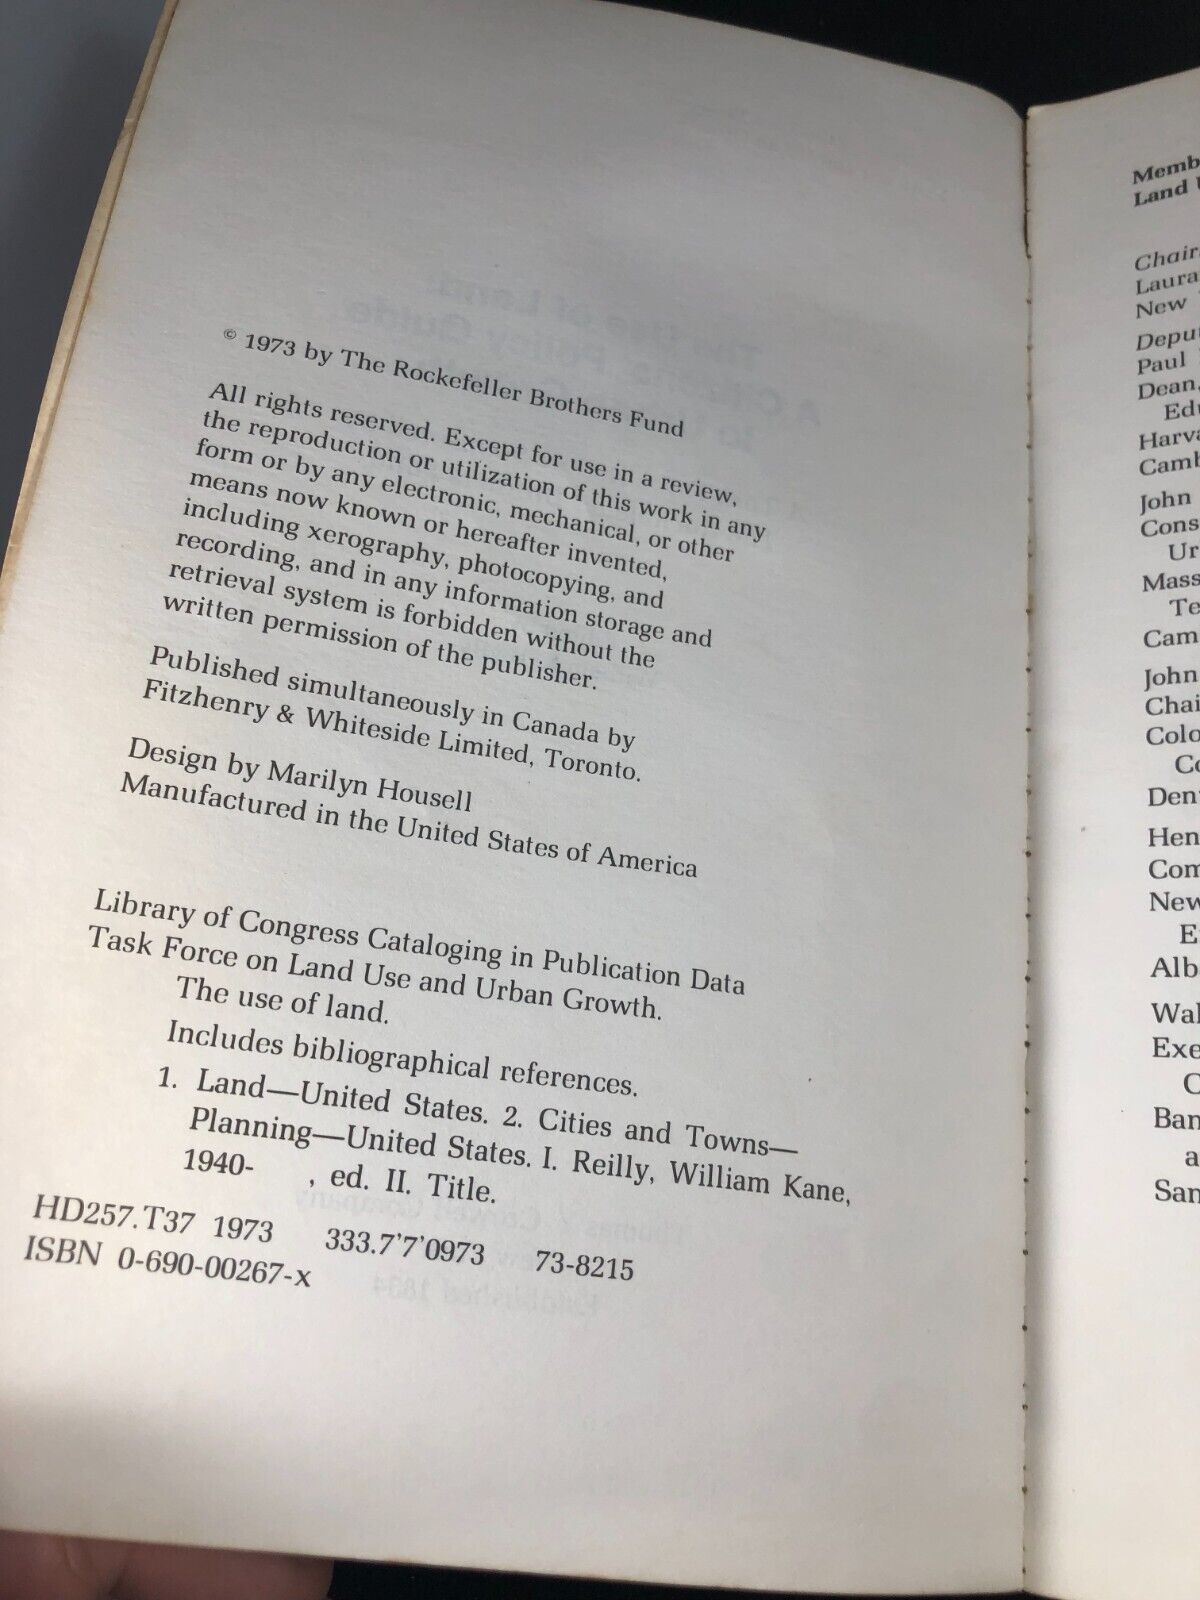 © 1973 by The Rockefeller Brothers Fund
All rights reserved. Except for use in a review,
the reproduction or utilization of this work in any
form or by any electronic, mechanical, or other
means now known or hereafter invented,
including xerography, photocopying, and
recording, and in any information storage and
retrieval system is forbidden without the
written permission of the publisher.
Published simultaneously in Canada by
Fitzhenry & Whiteside Limited, Toronto.
Design by Marilyn Housell
Manufactured in the United States of America
Library of Congress Cataloging in Publication Data
Task Force on Land Use and Urban Growth.
The use of land.
Includes bibliographical references.
1. Land—United States. 2. Cities and Towns—
Planning—United States. I. Reilly, William Kane,
1940- , ed. II. Title.
HD257.T37 1973 333.7'7'0973 73-8215
ISBN 0-690-00267-x
Memb
Land U
Chair
Laura
New
Deput
Paul
Dean,
Edu
Harva
Camb
John
Cons
Ur
Mass
Te
Cam
John
Chai
Colo
Co
Den
Hen
Com
New
E
Alb
Wal
Exe
C
Ban
a
San